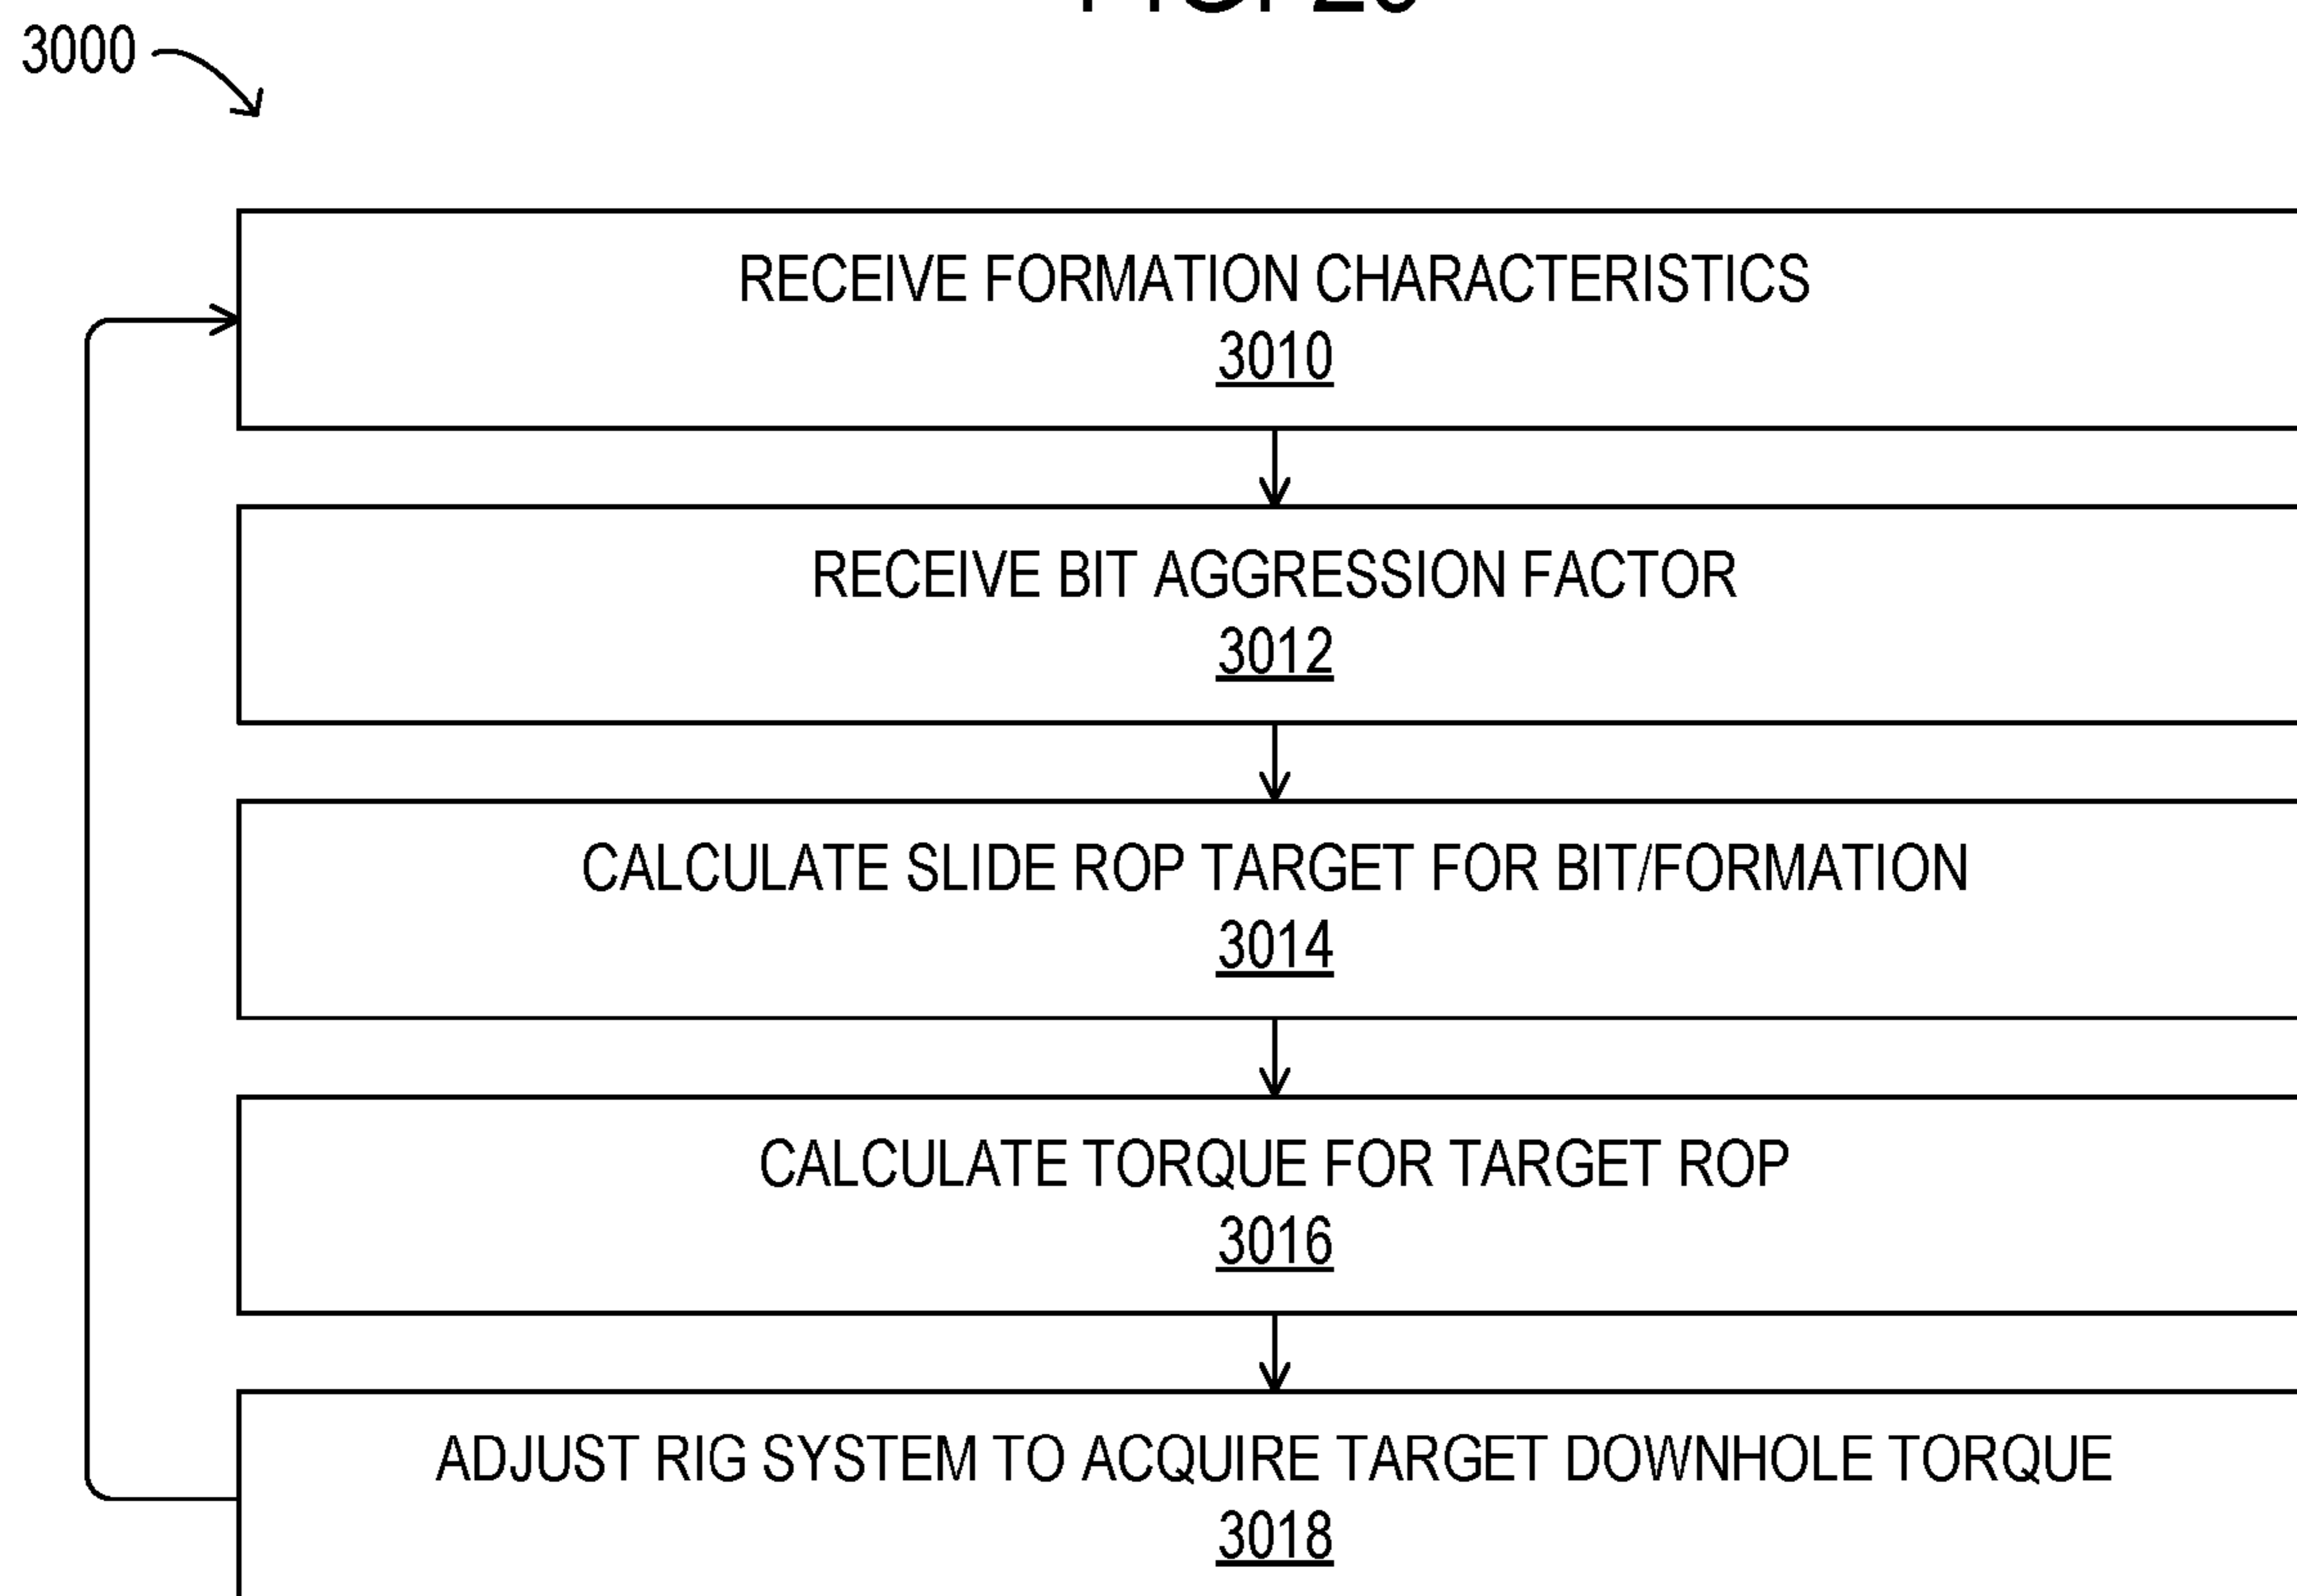 3000
RECEIVE FORMATION CHARACTERISTICS
3010
RECEIVE BIT AGGRESSION FACTOR
3012
CALCULATE SLIDE ROP TARGET FOR BIT/FORMATION
3014
CALCULATE TORQUE FOR TARGET ROP
3016
ADJUST RIG SYSTEM TO ACQUIRE TARGET DOWNHOLE TORQUE
3018